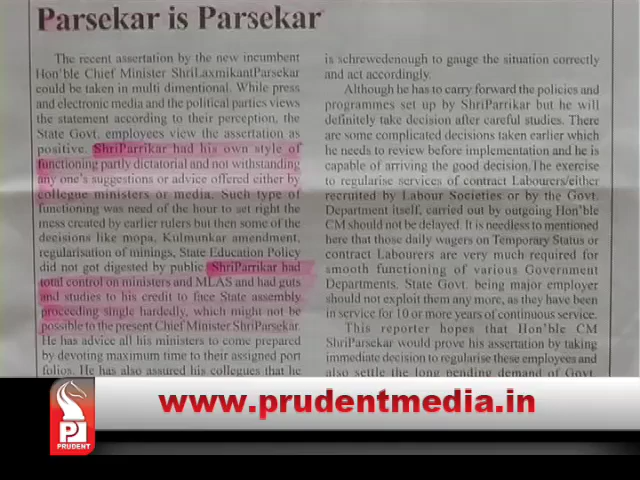 Parsekar is Parsekar
The recent assertation by the new incumbent
Hon'ble Chief Minister ShriLaxmikantParsekar
could be taken in multi dimentional. While press
and electronic media and the political parties views
the statement according to their perception, the
State Govt. employees view the assertation as
positive. ShriParrikar had his own style of
functioning partly dictatorial and not withstanding
any one's suggestions or advice offered either by
collegue ministers or media. Such type of
functioning was need of the hour to set right the
mess created by earlier rulers but then some of the
decisions like mopa, Kulmunkar amendment,
regularisation of minings, State Education Policy
did not got digested by public. ShriParrikar had
total control on ministers and MLAS and had guts
and studies to his credit to face State assembly
proceeding single hardedly, which might not be
possible to the present Chief Minister ShriParsekar.
He has advice all his ministers to come prepared
by devoting maximum time to their assigned port
folios. He has also assured his collegues that he
is schrewedenough to gauge the situation correctly
and act accordingly.
Although he has to carry forward the policies and
programmes set up by ShriParrikar but he will
definitely take decision after careful studies. There
are some complicated decisions taken earlier which
he needs to review before implementation and he is
capable of arriving the good decision.The exercise
to regularise services of contract Labourers/either
recruited by Labour Societies or by the Govt.
Department itself, carried out by outgoing Hon'ble
CM should not be delayed. It is needless to mentioned
here that those daily wagers on Temporary Status or
contract Labourers are very much required for
smooth functioning of various Government
Departments. State Govt. being major employer
should not exploit them any more, as they have been
in service for 10 or more years of continuous service.
This reporter hopes that Hon'ble CM
ShriParsekar would prove his assertation by taking
immediate decision to regularise these employees and
also settle the long pending demand of Govt.
www.prudentmedia.in
PRUDENT